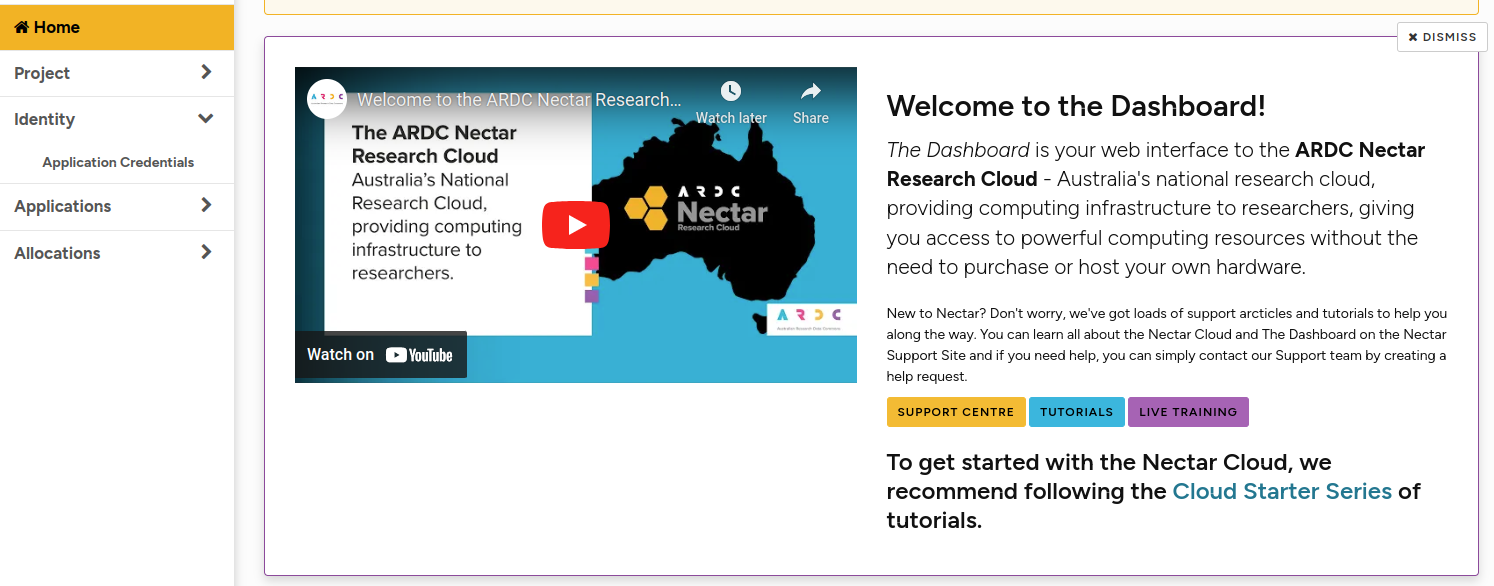 Home
Project
Identity
Application Credentials
Applications
Allocations
DISMISS
ARDC
Welcome to the ARDC Nectar Research...
Watch later
Share
The ARDC Nectar
Research Cloud
Australia's National
Research Cloud,
providing computing
infrastructure to
researchers.
ARDC
Nectar
Research Cloud
ARDC
Australian Research Data Commons
Watch on YouTube
Welcome to the Dashboard!
The Dashboard is your web interface to the ARDC Nectar
Research Cloud - Australia's national research cloud,
providing computing infrastructure to researchers, giving
you access to powerful computing resources without the
need to purchase or host your own hardware.
New to Nectar? Don't worry, we've got loads of support arcticles and tutorials to help you
along the way. You can learn all about the Nectar Cloud and The Dashboard on the Nectar
Support Site and if you need help, you can simply contact our Support team by creating a
help request.
SUPPORT CENTRE
TUTORIALS
LIVE TRAINING
To get started with the Nectar Cloud, we
recommend following the Cloud Starter Series of
tutorials.